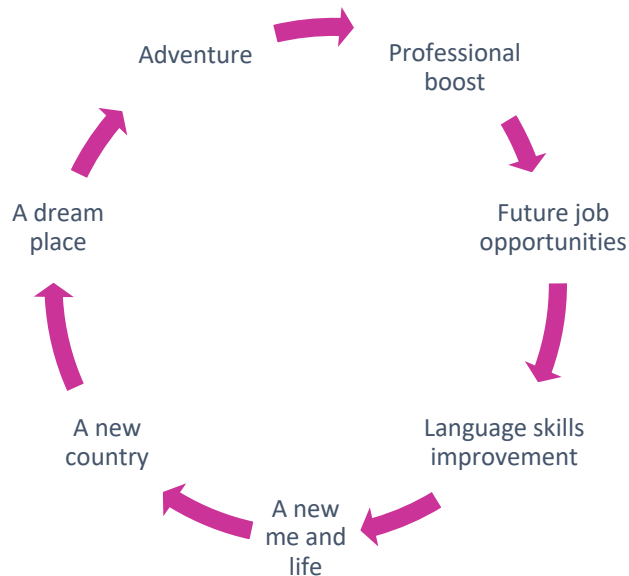 Adventure
Professional
boost
Future job
opportunities
Language skills
improvement
A new
me and
life
A new
country
A dream
place